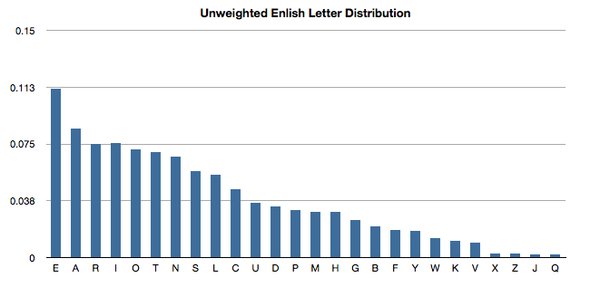 Unweighted Enlish Letter Distribution
0.15
0.113
0.075
0.038
0
E A R I O T N S L C U D P M H G B F Y W K V X Z J Q